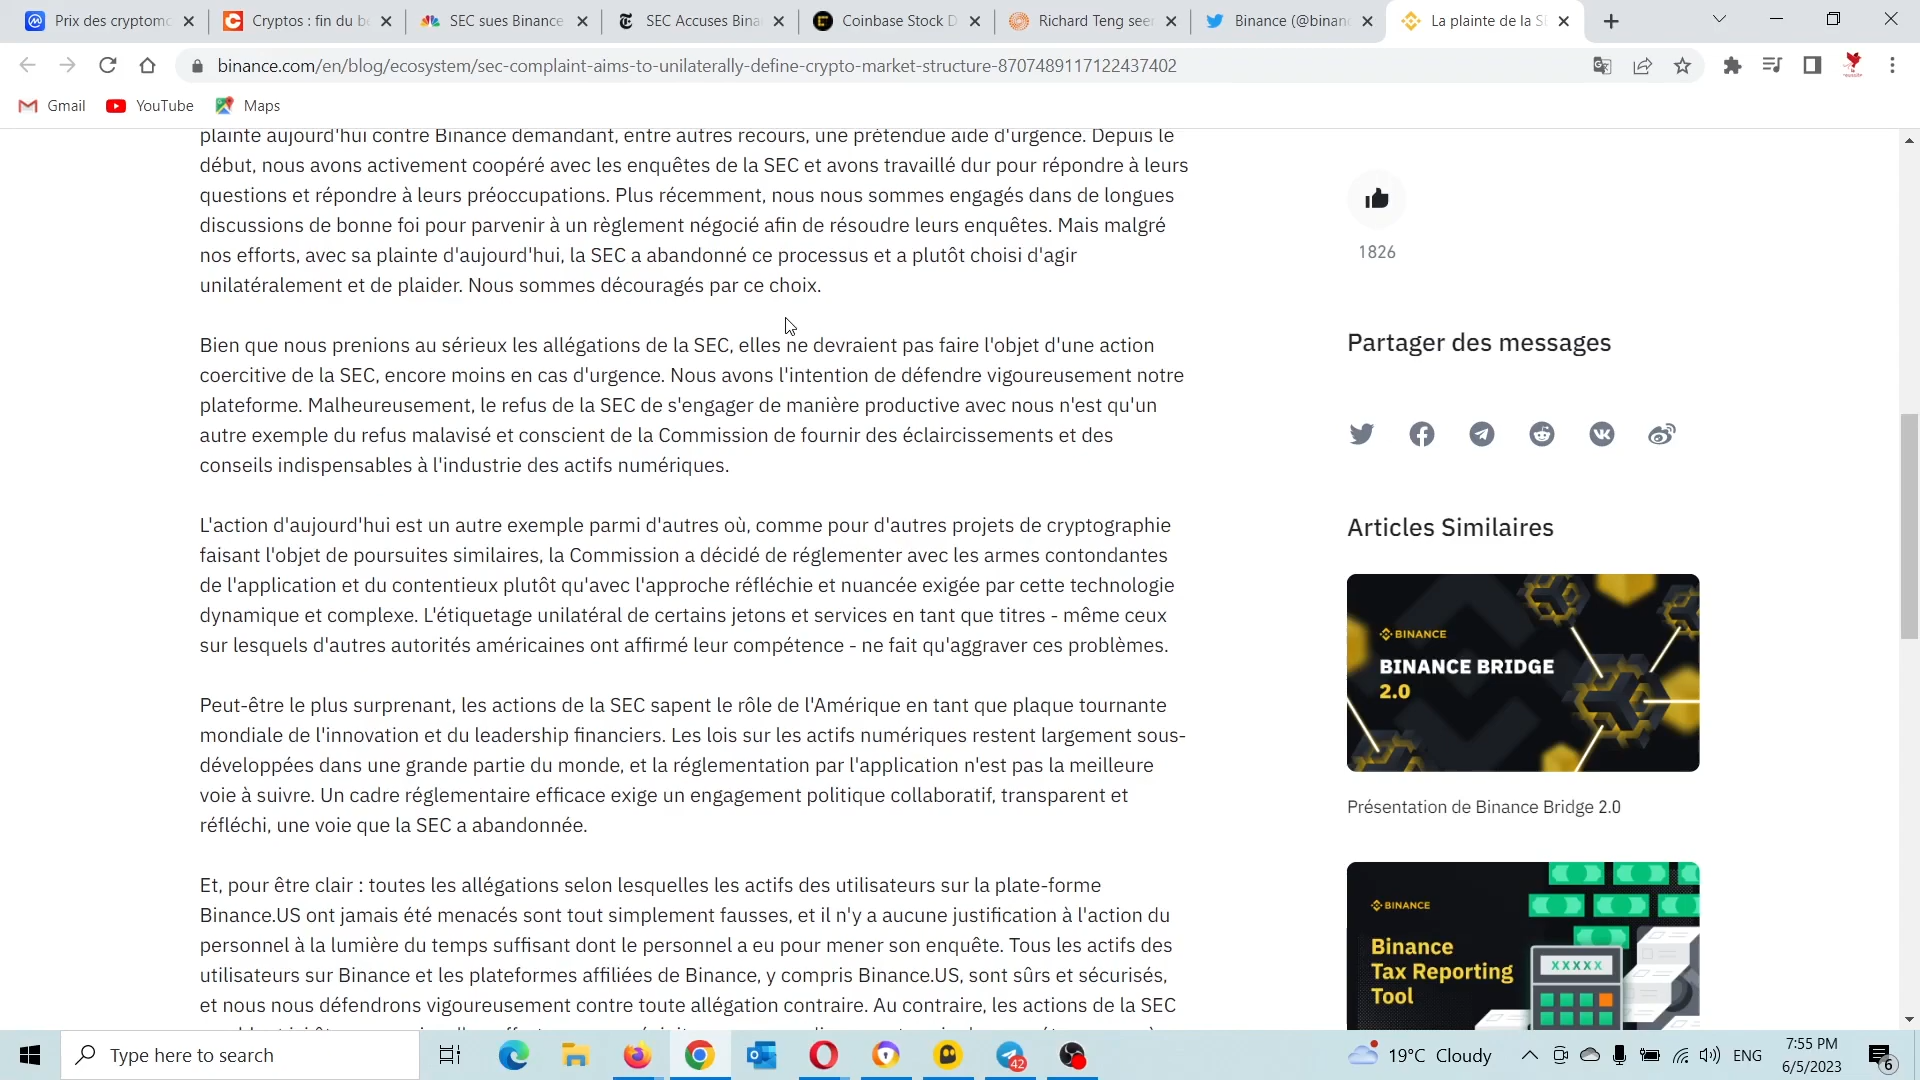 Prix des cryptomo
Cryptos : fin du b
SEC sues Binance
SEC Accuses Bina
Coinbase Stock D
Richard Teng see
Binance (@binan
La plainte de la S
binance.com/en/blog/ecosystem/sec-complaint-aims-to-unilaterally-define-crypto-market-structure-8707489117122437402
Gmail
YouTube
Maps
plainte aujourd'hui contre Binance demandant, entre autres recours, une prétendue aide d'urgence. Depuis le
début, nous avons activement coopéré avec les enquêtes de la SEC et avons travaillé dur pour répondre à leurs
questions et répondre à leurs préoccupations. Plus récemment, nous nous sommes engagés dans de longues
discussions de bonne foi pour parvenir à un règlement négocié afin de résoudre leurs enquêtes. Mais malgré
nos efforts, avec sa plainte d'aujourd'hui, la SEC a abandonné ce processus et a plutôt choisi d'agir
unilatéralement et de plaider. Nous sommes découragés par ce choix.
Bien que nous prenions au sérieux les allégations de la SEC, elles ne devraient pas faire l'objet d'une action
coercitive de la SEC, encore moins en cas d'urgence. Nous avons l'intention de défendre vigoureusement notre
plateforme. Malheureusement, le refus de la SEC de s'engager de manière productive avec nous n'est qu'un
autre exemple du refus malavisé et conscient de la Commission de fournir des éclaircissements et des
conseils indispensables à l'industrie des actifs numériques.
L'action d'aujourd'hui est un autre exemple parmi d'autres où, comme pour d'autres projets de cryptographie
faisant l'objet de poursuites similaires, la Commission a décidé de réglementer avec les armes contondantes
de l'application et du contentieux plutôt qu'avec l'approche réfléchie et nuancée exigée par cette technologie
dynamique et complexe. L'étiquetage unilatéral de certains jetons et services en tant que titres - même ceux
sur lesquels d'autres autorités américaines ont affirmé leur compétence - ne fait qu'aggraver ces problèmes.
Peut-être le plus surprenant, les actions de la SEC sapent le rôle de l'Amérique en tant que plaque tournante
mondiale de l'innovation et du leadership financiers. Les lois sur les actifs numériques restent largement sous-
développées dans une grande partie du monde, et la réglementation par l'application n'est pas la meilleure
voie à suivre. Un cadre réglementaire efficace exige un engagement politique collaboratif, transparent et
réfléchi, une voie que la SEC a abandonnée.
Et, pour être clair : toutes les allégations selon lesquelles les actifs des utilisateurs sur la plate-forme
Binance.US ont jamais été menacés sont tout simplement fausses, et il n'y a aucune justification à l'action du
personnel à la lumière du temps suffisant dont le personnel a eu pour mener son enquête. Tous les actifs des
utilisateurs sur Binance et les plateformes affiliées de Binance, y compris Binance.US, sont sûrs et sécurisés,
et nous nous défendrons vigoureusement contre toute allégation contraire. Au contraire, les actions de la SEC
1826
Partager des messages
Articles Similaires
BINANCE
BINANCE BRIDGE
2.0
Présentation de Binance Bridge 2.0
BINANCE
Binance
Tax Reporting
Tool
XXXXX
Type here to search
42
19°C Cloudy
ENG
7:55 PM
6/5/2023
6